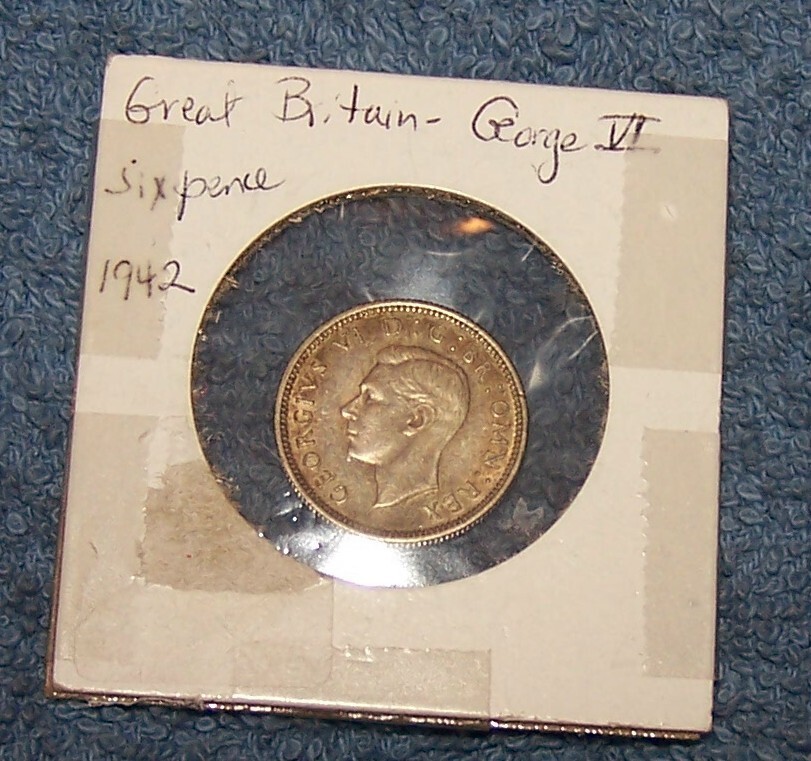 Great Britain - George VI
sixpence
1942
GEORGIVS VI D:G:BR:OMN:REX